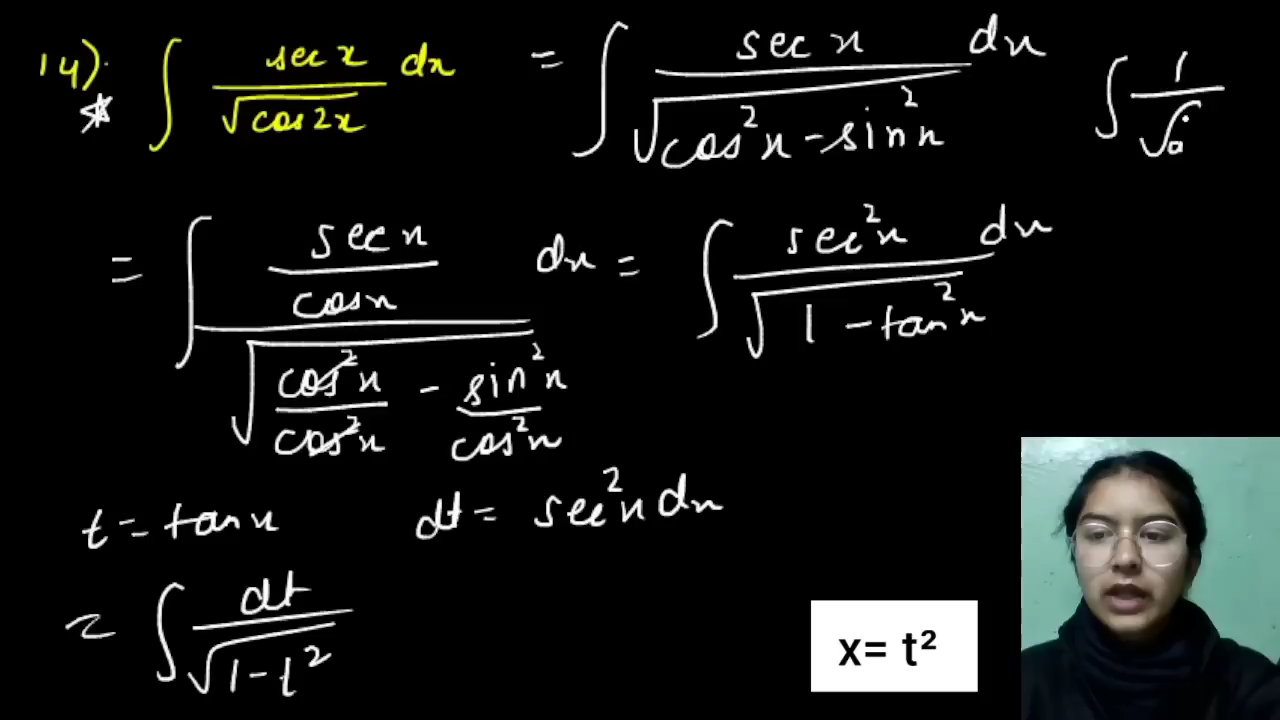 14) ∫ sec x / √cos 2x dx = ∫ sec x / √cos²x - sin²x dx ∫ 1 / √a
= ∫ (sec x / cos x) / √(cos²x / cos²x - sin²x / cos²x) dx = ∫ sec²x / √1 - tan²x dx
t = tan x dt = sec²x dx
= ∫ dt / √1 - t²
x= t²